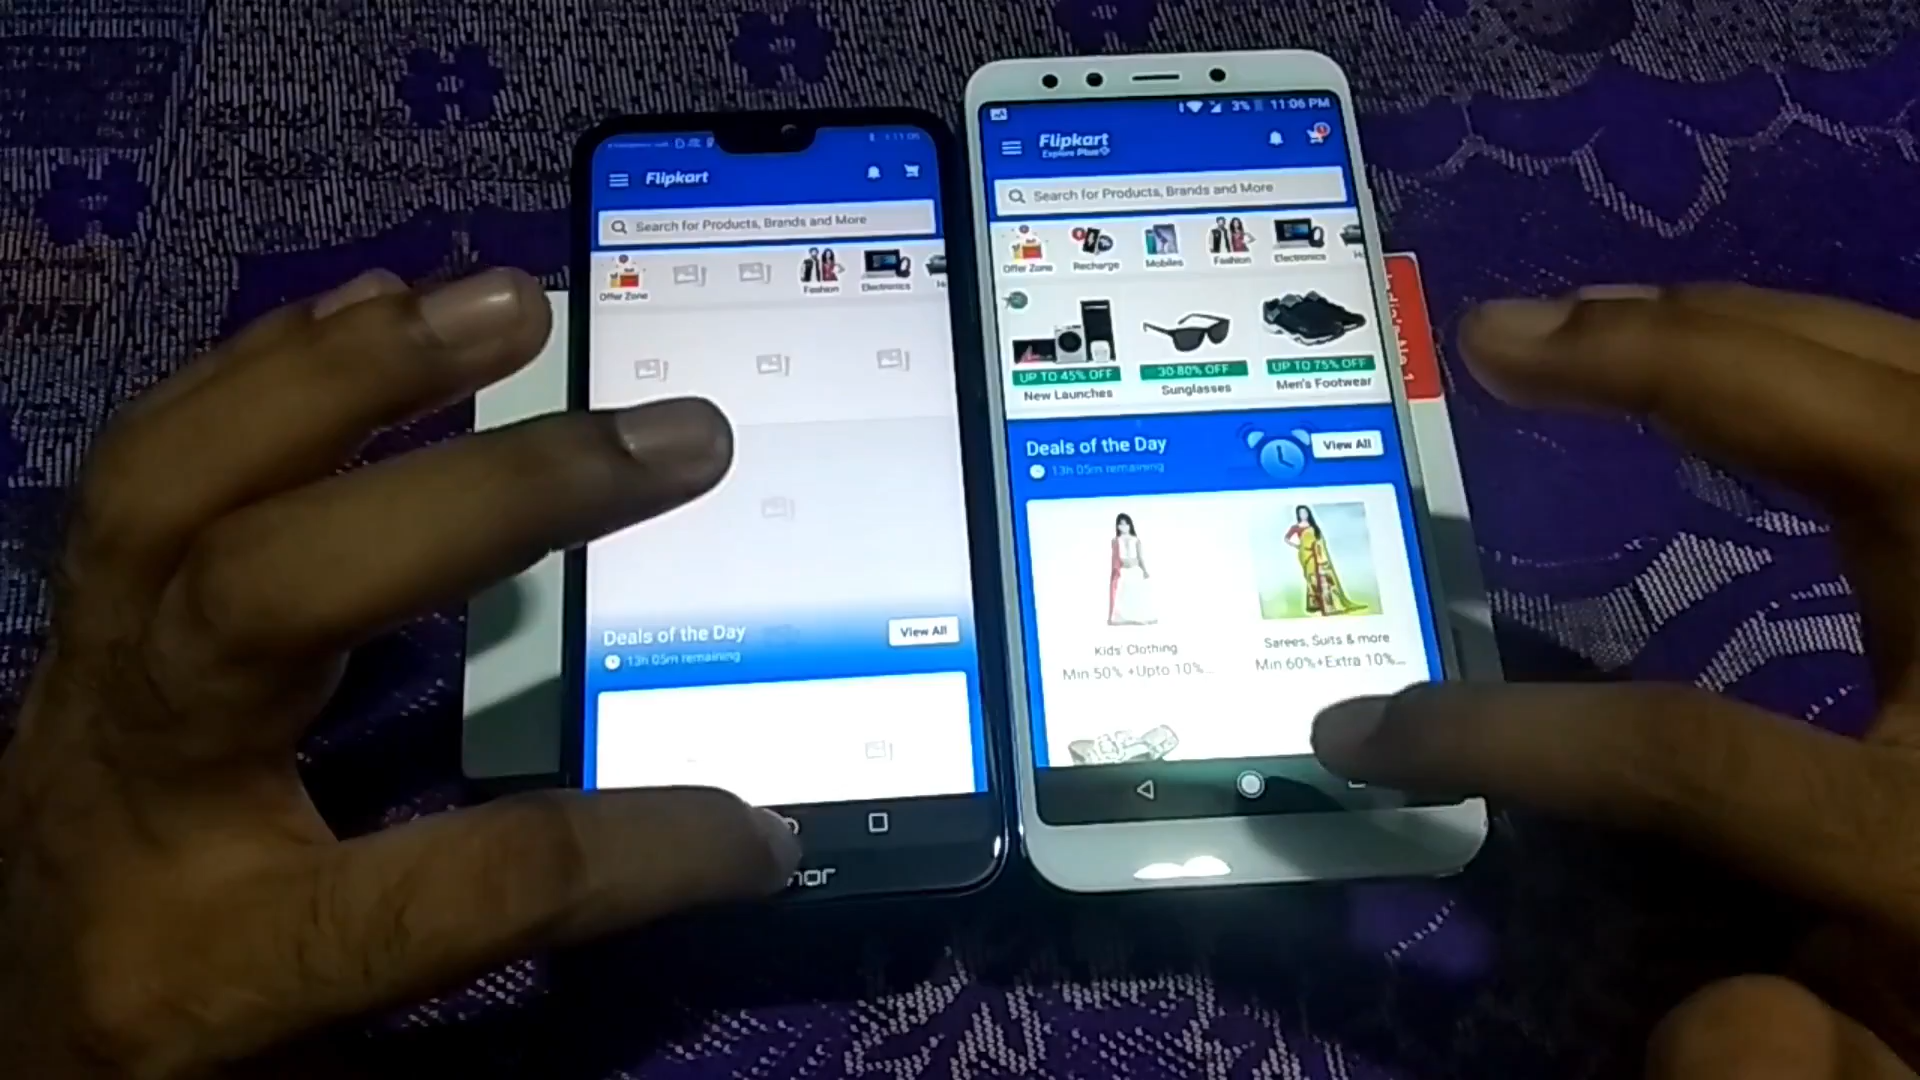 11:06
Flipkart
Search for Products, Brands and More
Offer Zone
Fashion
Electronics
Deals of the Day
13h 05m remaining
View All
3% 11:06 PM
Flipkart
Explore Plus
Search for Products, Brands and More
Offer Zone
Recharge
Mobiles
Fashion
Electronics
UP TO 45% OFF
30-80% OFF
UP TO 75% OFF
New Launches
Sunglasses
Men's Footwear
Deals of the Day
13h 05m remaining
View All
Kids' Clothing
Sarees, Suits & more
Min 50% +Upto 10%...
Min 60%+Extra 10%...